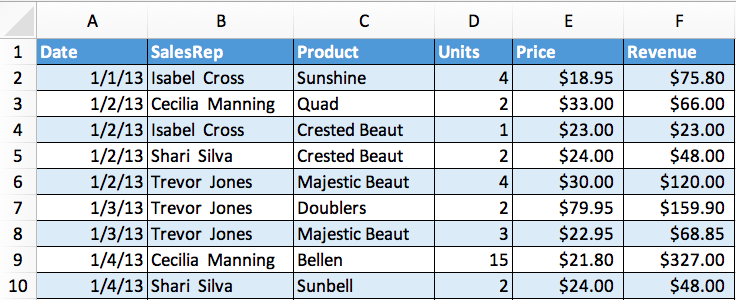 A B C D E F
1 Date SalesRep Product Units Price Revenue
2 1/1/13 Isabel Cross Sunshine 4 $18.95 $75.80
3 1/2/13 Cecilia Manning Quad 2 $33.00 $66.00
4 1/2/13 Isabel Cross Crested Beaut 1 $23.00 $23.00
5 1/2/13 Shari Silva Crested Beaut 2 $24.00 $48.00
6 1/2/13 Trevor Jones Majestic Beaut 4 $30.00 $120.00
7 1/3/13 Trevor Jones Doublers 2 $79.95 $159.90
8 1/3/13 Trevor Jones Majestic Beaut 3 $22.95 $68.85
9 1/4/13 Cecilia Manning Bellen 15 $21.80 $327.00
10 1/4/13 Shari Silva Sunbell 2 $24.00 $48.00